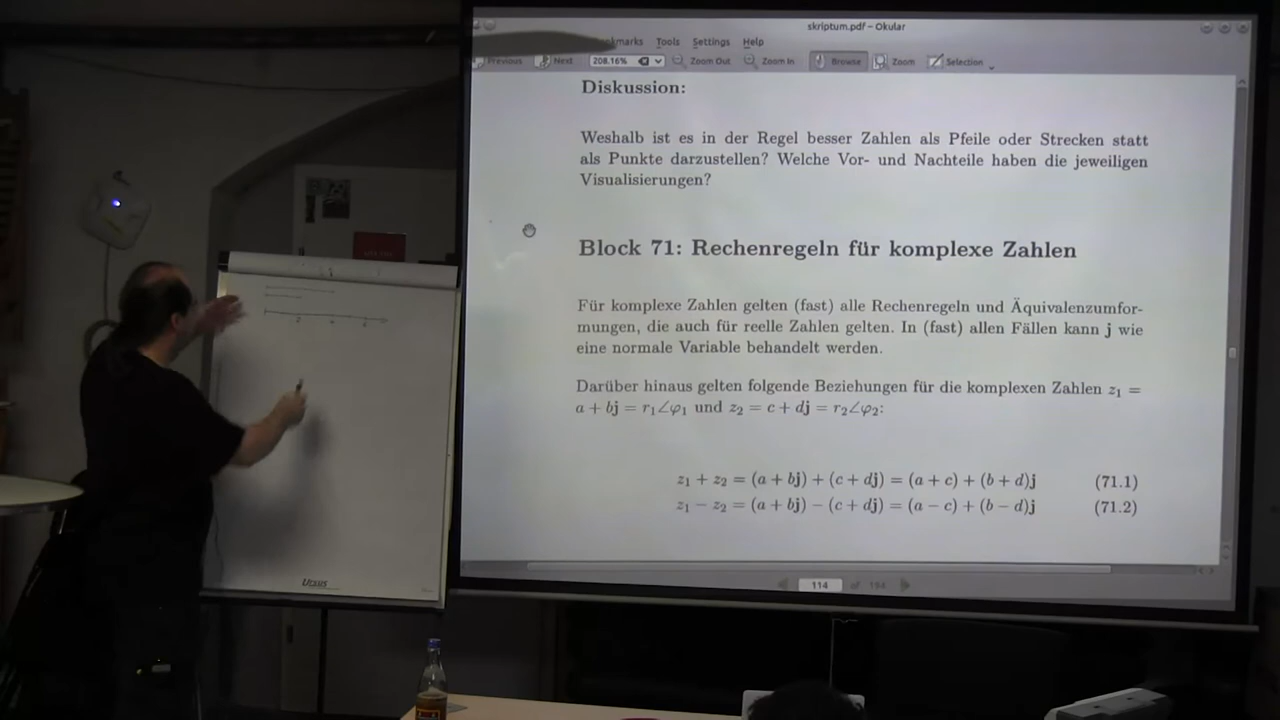 skriptum.pdf – Okular
Tools Settings Help
Previous Next 208.16% Zoom Out Zoom In Browse Zoom Selection
Diskussion:
Weshalb ist es in der Regel besser Zahlen als Pfeile oder Strecken statt
als Punkte darzustellen? Welche Vor- und Nachteile haben die jeweiligen
Visualisierungen?
Block 71: Rechenregeln für komplexe Zahlen
Für komplexe Zahlen gelten (fast) alle Rechenregeln und Äquivalenzumfor-
mungen, die auch für reelle Zahlen gelten. In (fast) allen Fällen kann j wie
eine normale Variable behandelt werden.
Darüber hinaus gelten folgende Beziehungen für die komplexen Zahlen z₁ =
a + bj = r₁∠φ₁ und z₂ = c + dj = r₂∠φ₂:
z₁ + z₂ = (a + bj) + (c + dj) = (a + c) + (b + d)j (71.1)
z₁ − z₂ = (a + bj) − (c + dj) = (a − c) + (b − d)j (71.2)
114 of 194